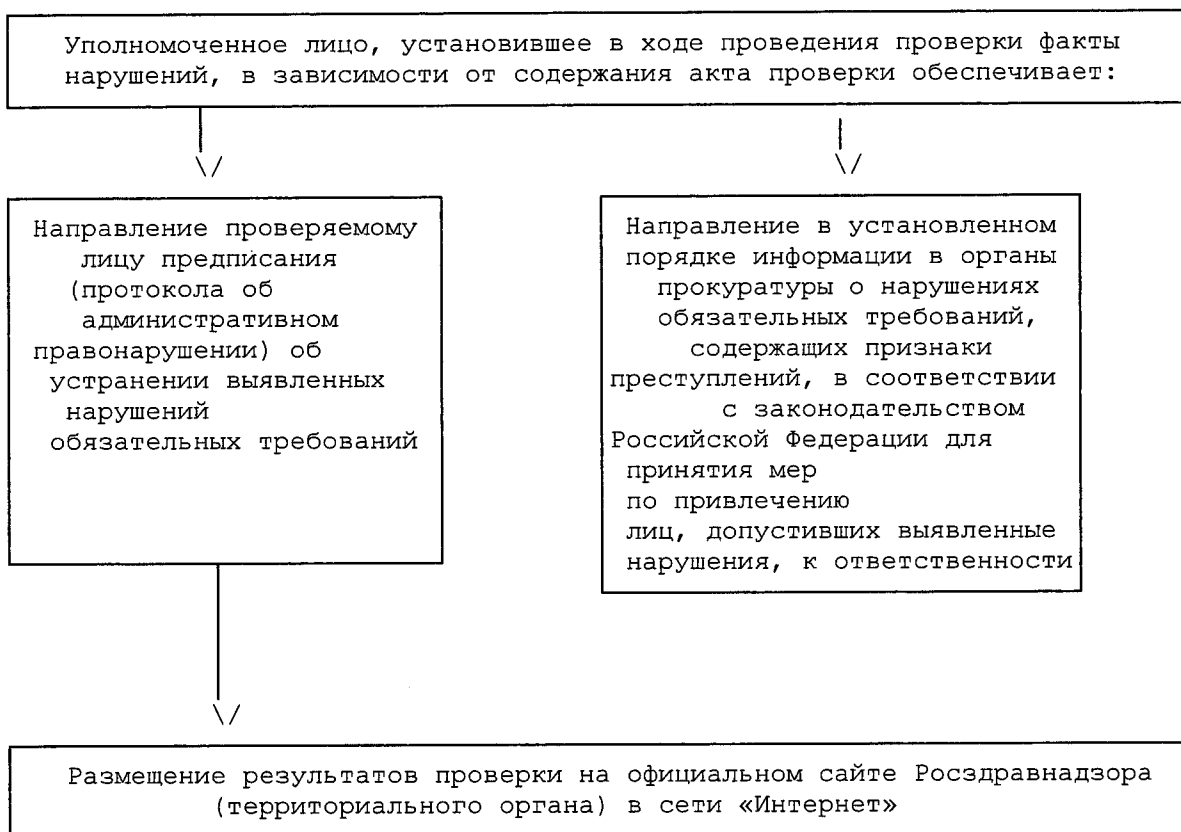 Уполномоченное лицо, установившее в ходе проведения проверки факты
нарушений, в зависимости от содержания акта проверки обеспечивает:
\/
\/
Направление проверяемому
лицу предписания
(протокола об
административном
правонарушении) об
устранении выявленных
нарушений
обязательных требований
Направление в установленном
порядке информации в органы
прокуратуры о нарушениях
обязательных требований,
содержащих признаки
преступлений, в соответствии
с законодательством
Российской Федерации для
принятия мер
по привлечению
лиц, допустивших выявленные
нарушения, к ответственности
\/
Размещение результатов проверки на официальном сайте Росздравнадзора
(территориального органа) в сети «Интернет»